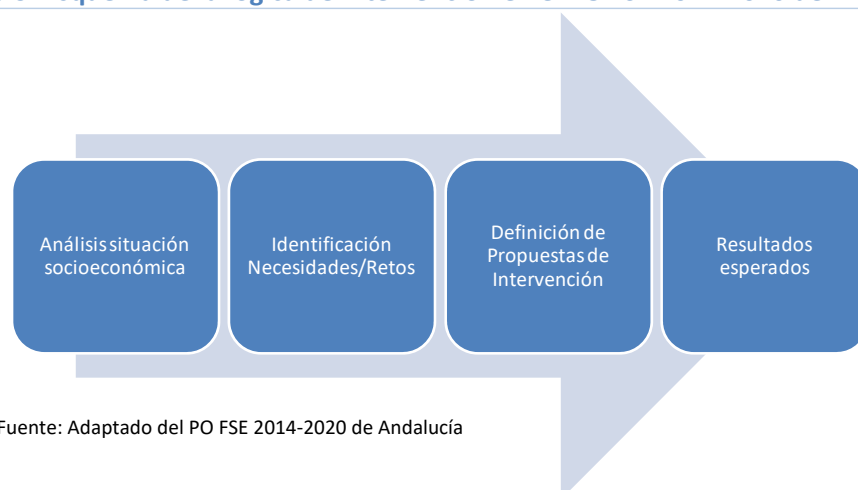 Análisis situación
socioeconómica
Identificación
Necesidades/Retos
Definición de
Propuestas de
Intervención
Resultados
esperados
Fuente: Adaptado del PO FSE 2014-2020 de Andalucía